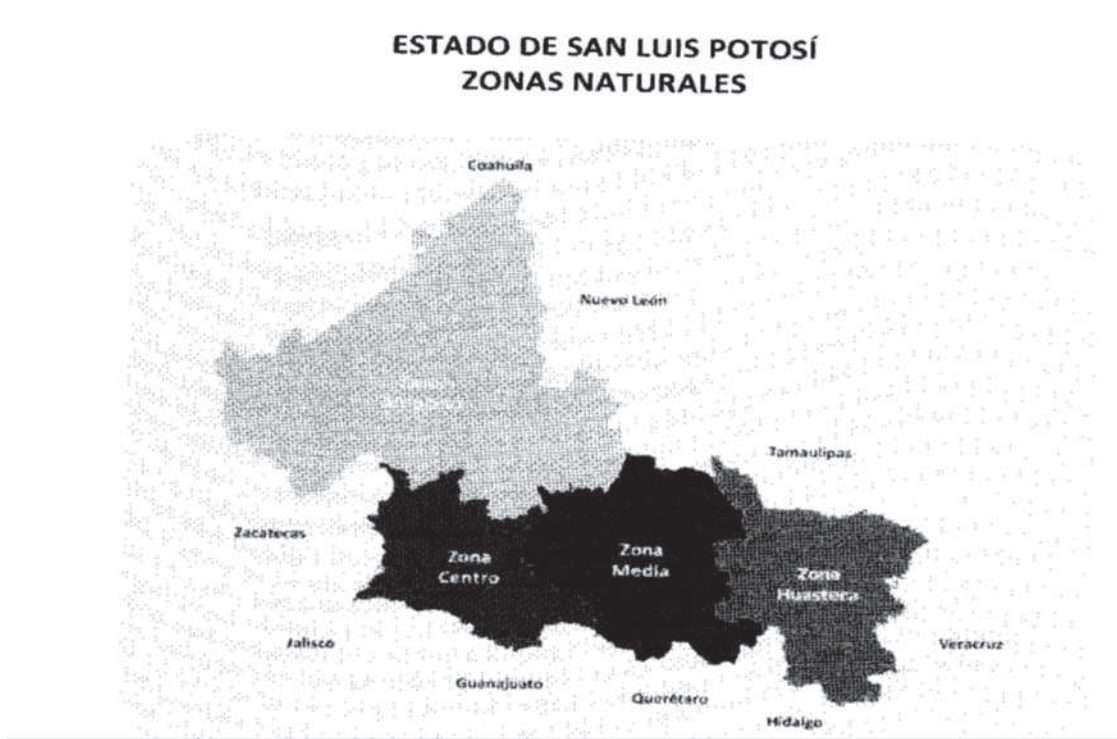 ESTADO DE SAN LUIS POTOSÍ
ZONAS NATURALES
Coahuila
Nuevo León
Tamaulipas
Zacatecas
Zona
Centro
Zona
Media
Zona
Huasteca
Jalisco
Veracruz
Guanajuato
Querétaro
Hidalgo